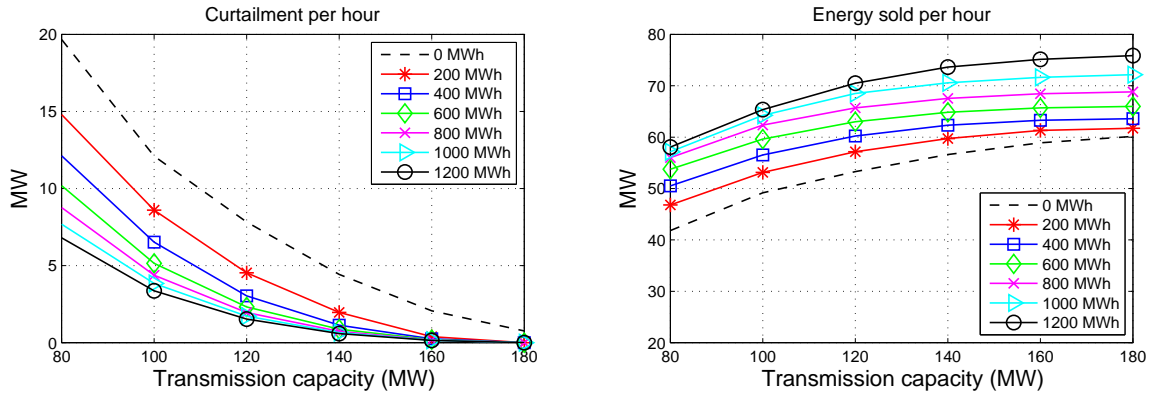 Curtailment per hour
20
15
10
5
0
MW
80 100 120 140 160 180
Transmission capacity (MW)
0 MWh
200 MWh
400 MWh
600 MWh
800 MWh
1000 MWh
1200 MWh
Energy sold per hour
80
70
60
50
40
30
20
MW
80 100 120 140 160 180
Transmission capacity (MW)
0 MWh
200 MWh
400 MWh
600 MWh
800 MWh
1000 MWh
1200 MWh